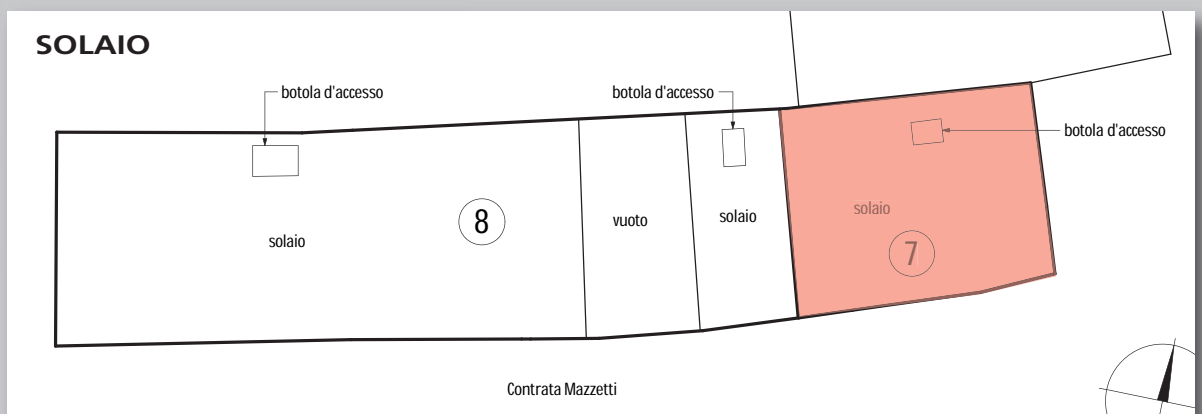 SOLAIO
botola d'accesso
botola d'accesso
botola d'accesso
solaio
8
vuoto
solaio
solaio
7
Contrata Mazzetti